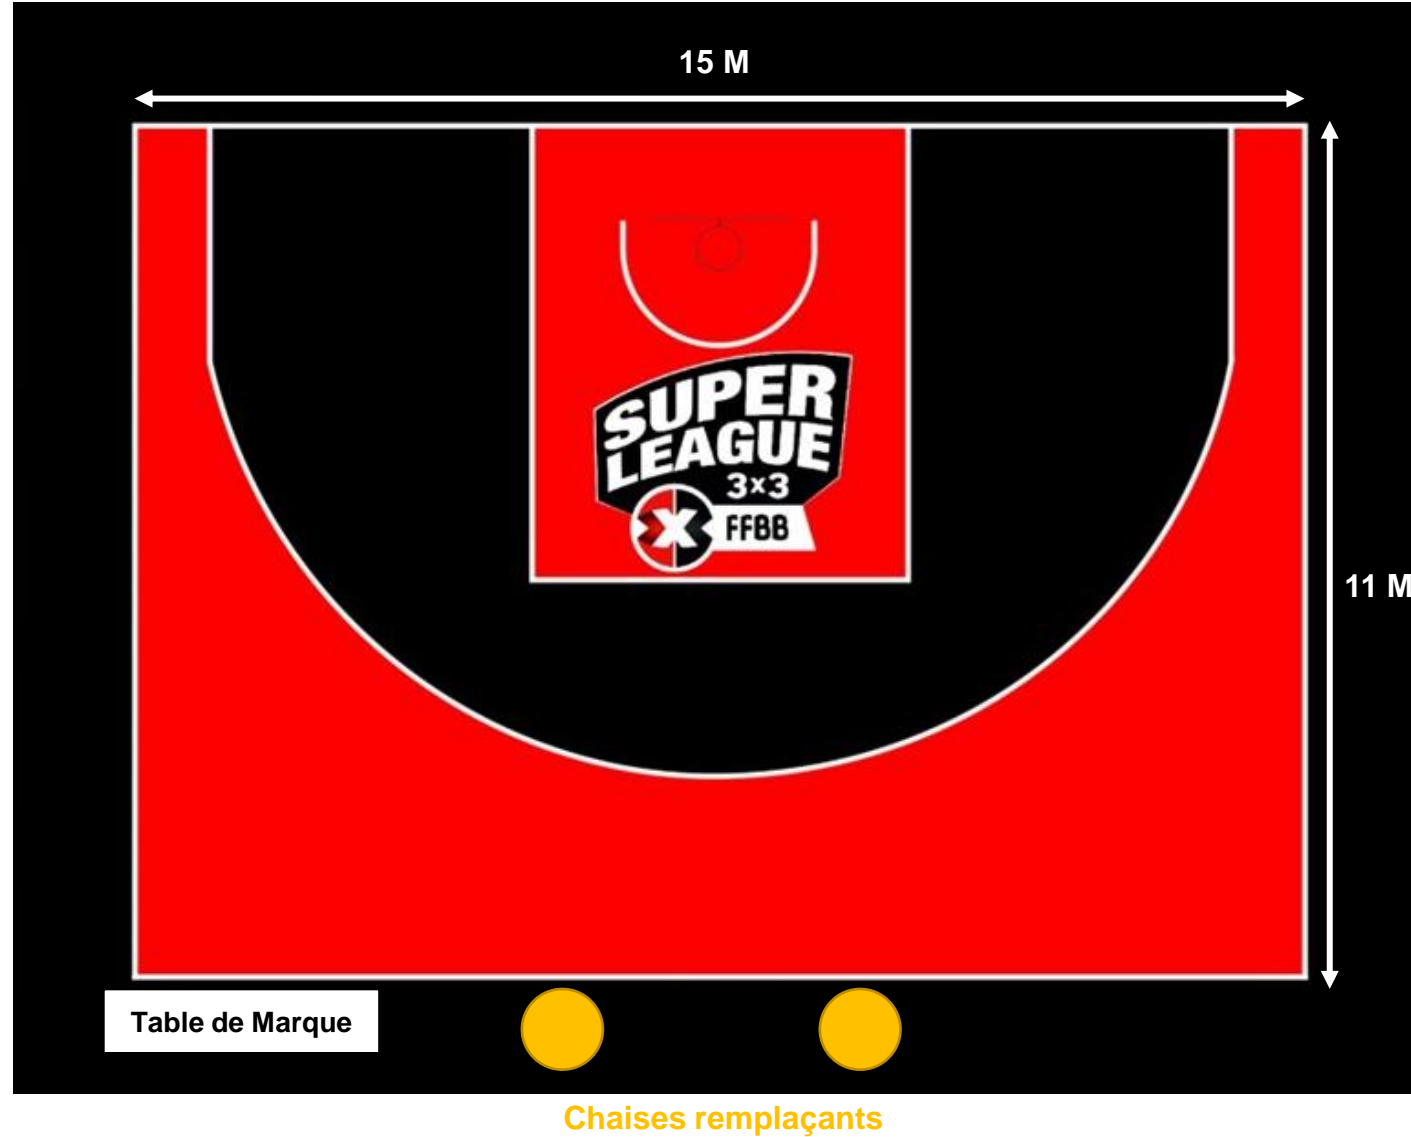 15 M
SUPER
LEAGUE
3x3
FFBB
11 M
Table de Marque
Chaises remplaçants